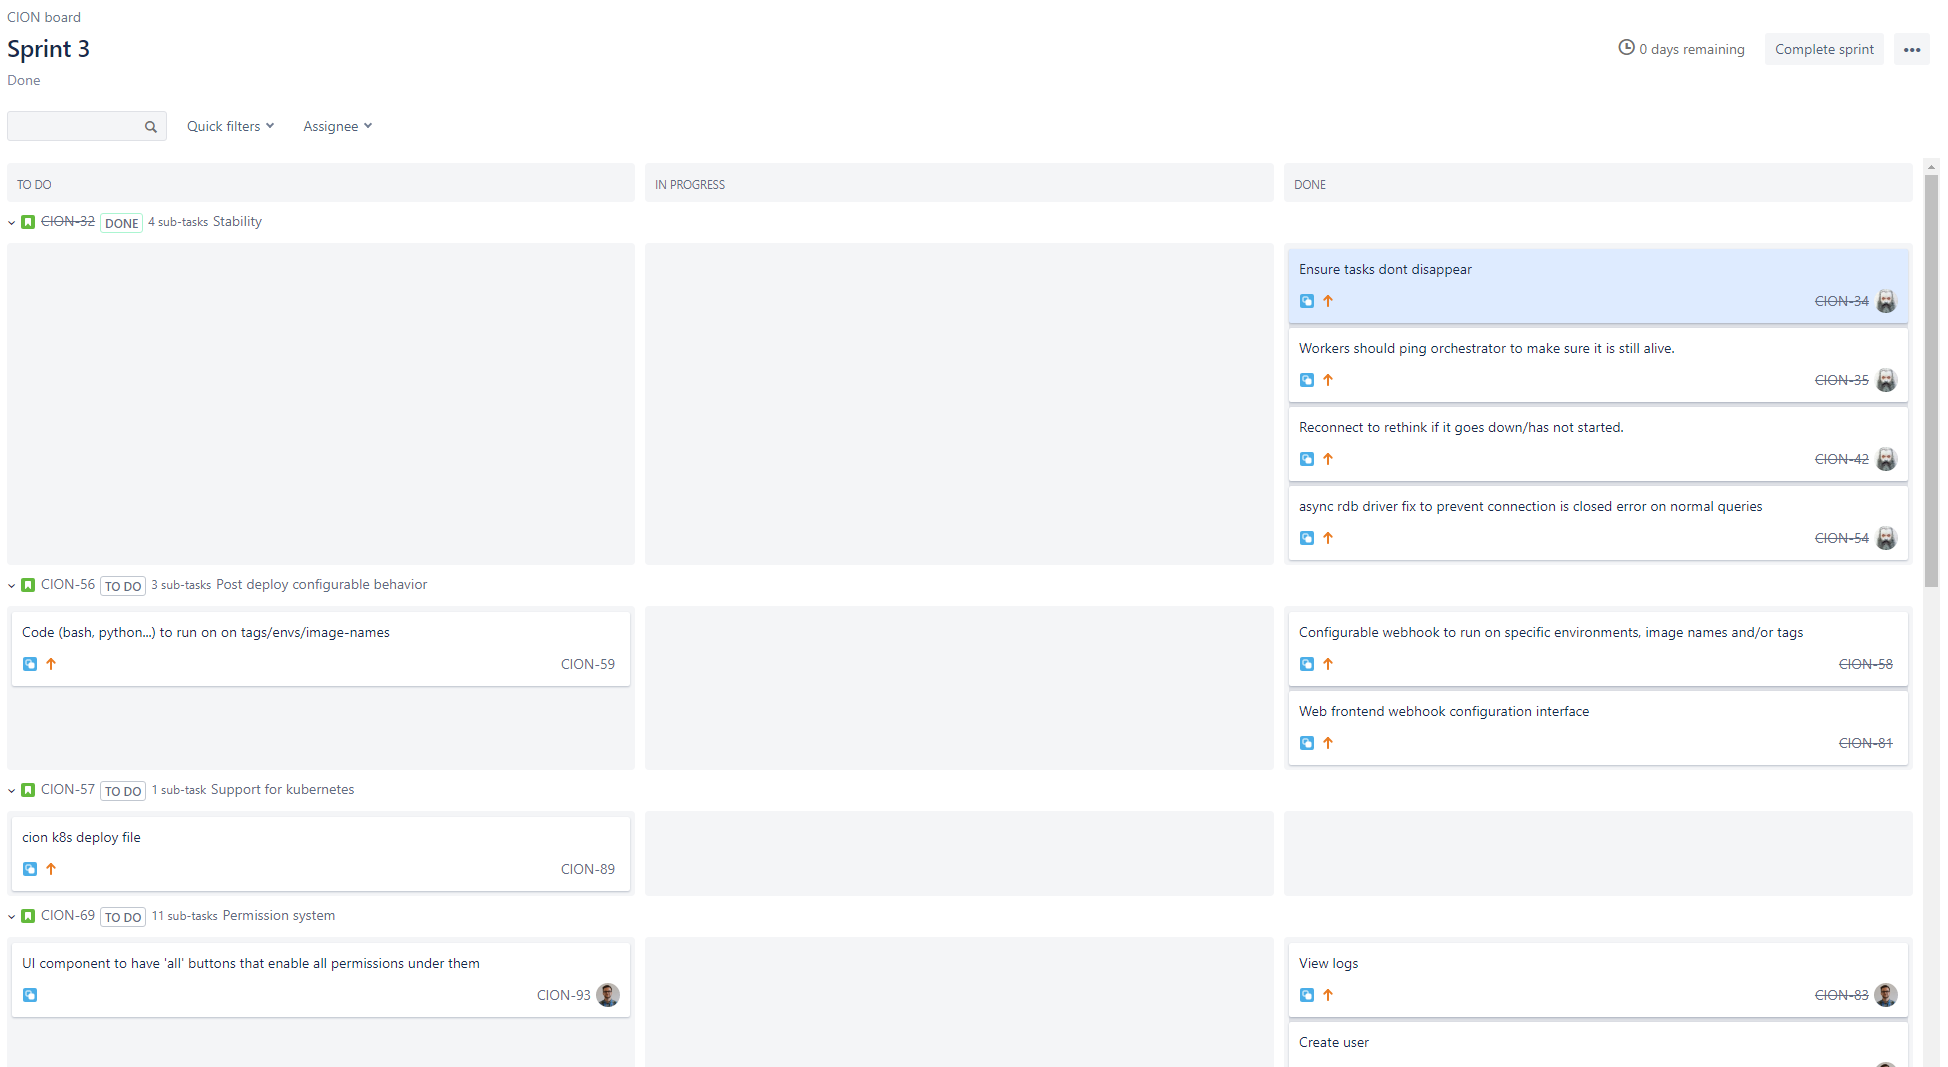 CION board
Sprint 3
0 days remaining
Complete sprint
Done
Quick filters
Assignee
TO DO
IN PROGRESS
DONE
CION-32 DONE 4 sub-tasks Stability
Ensure tasks dont disappear
CION-34
Workers should ping orchestrator to make sure it is still alive.
CION-35
Reconnect to rethink if it goes down/has not started.
CION-42
async rdb driver fix to prevent connection is closed error on normal queries
CION-54
CION-56 TO DO 3 sub-tasks Post deploy configurable behavior
Code (bash, python...) to run on on tags/envs/image-names
CION-59
Configurable webhook to run on specific environments, image names and/or tags
CION-58
Web frontend webhook configuration interface
CION-81
CION-57 TO DO 1 sub-task Support for kubernetes
cion k8s deploy file
CION-89
CION-69 TO DO 11 sub-tasks Permission system
UI component to have 'all' buttons that enable all permissions under them
CION-93
View logs
CION-83
Create user